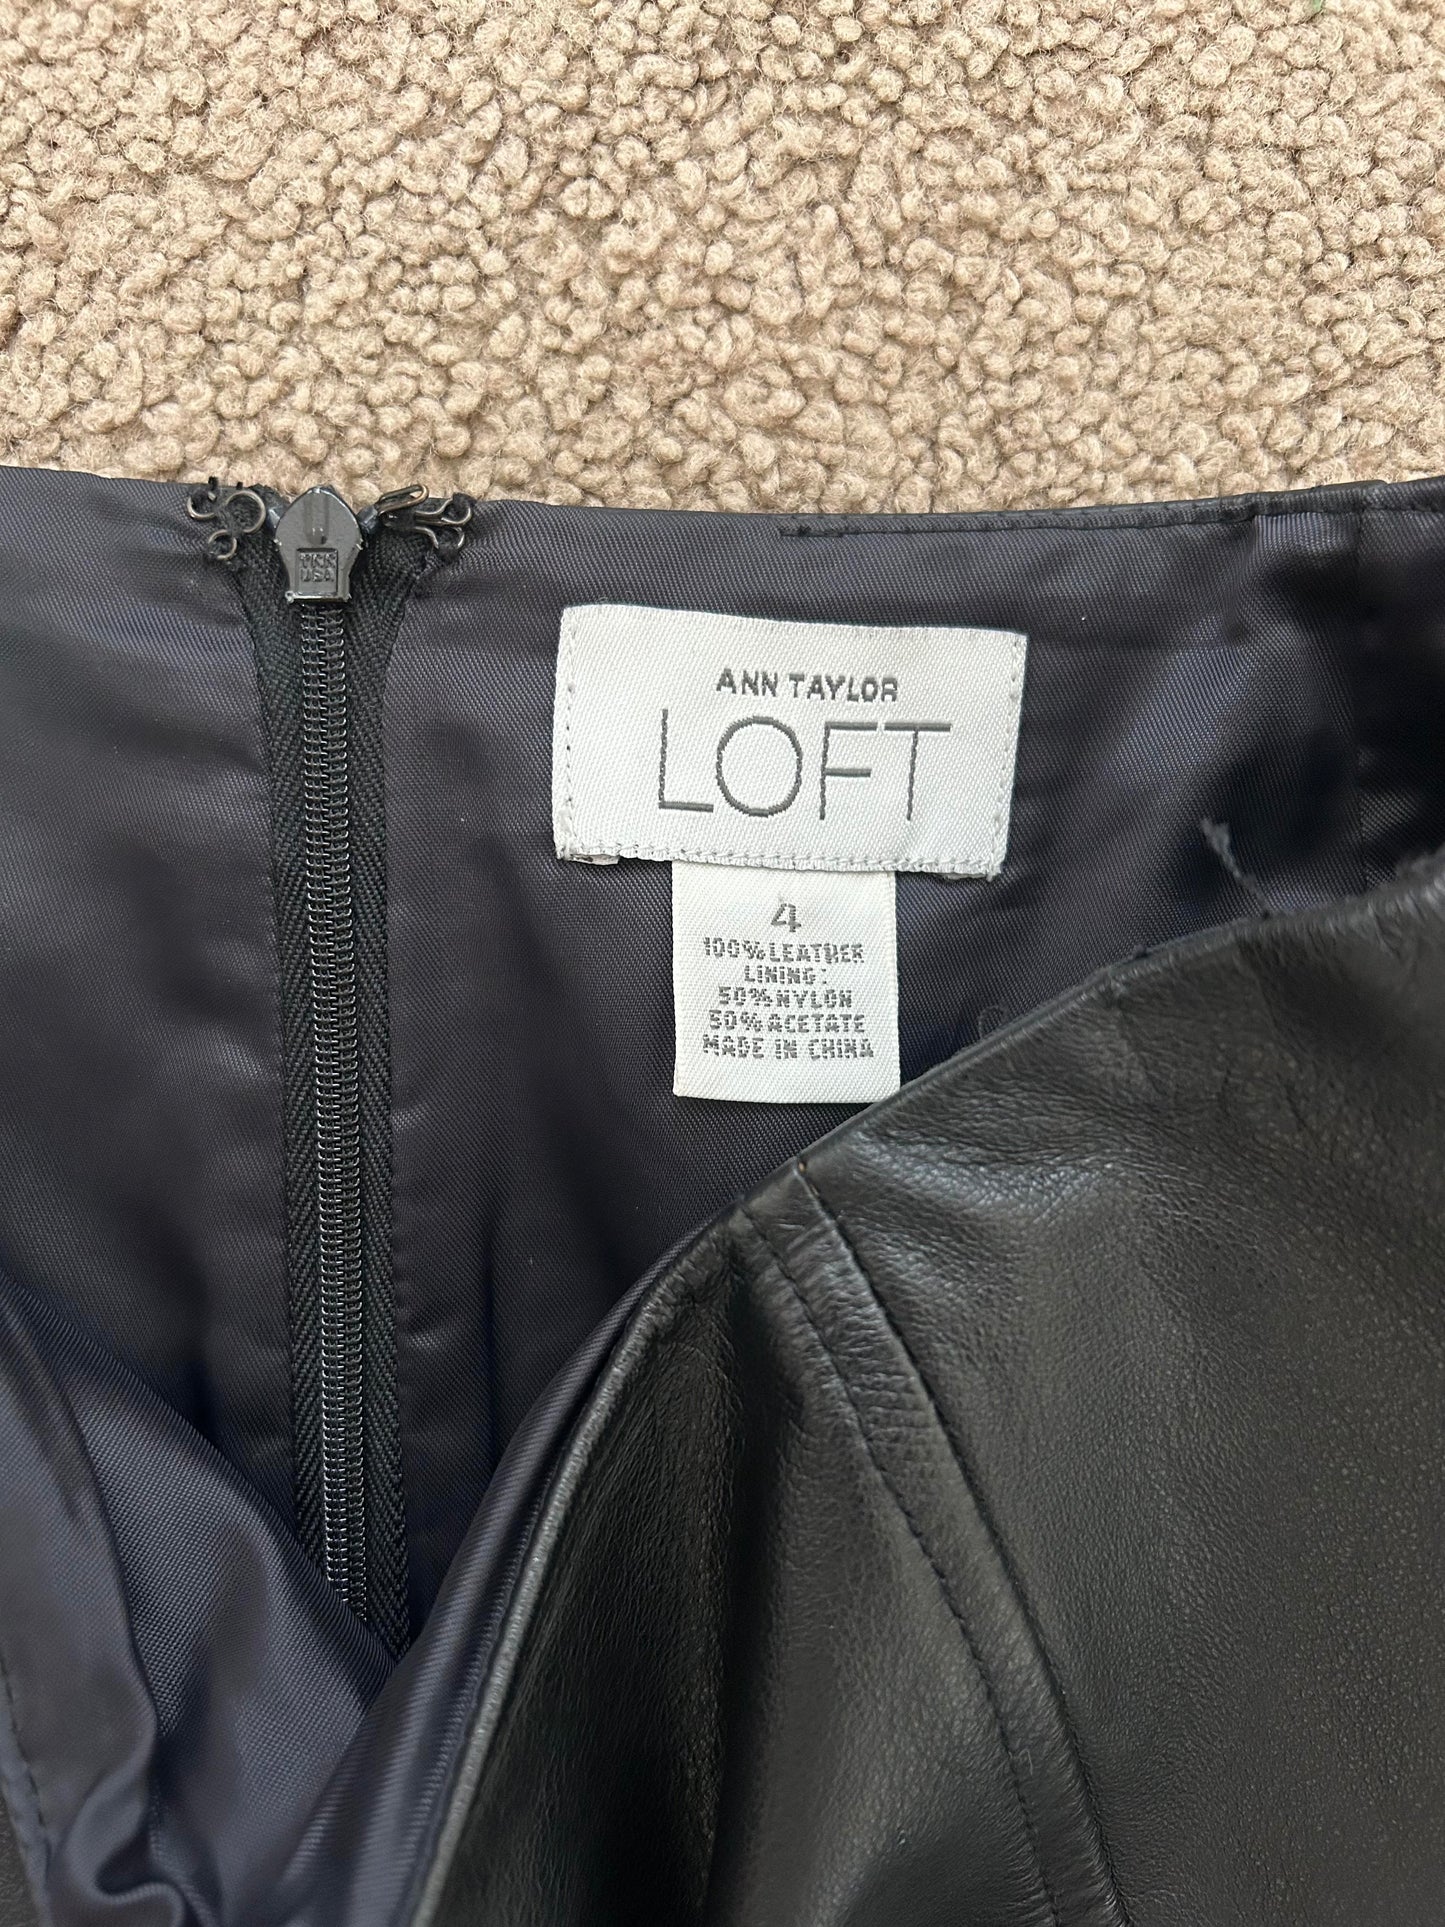 YKK
USA
ANN TAYLOR
LOFT
4
100% LEATHER
LINING:
50% NYLON
50% ACETATE
MADE IN CHINA